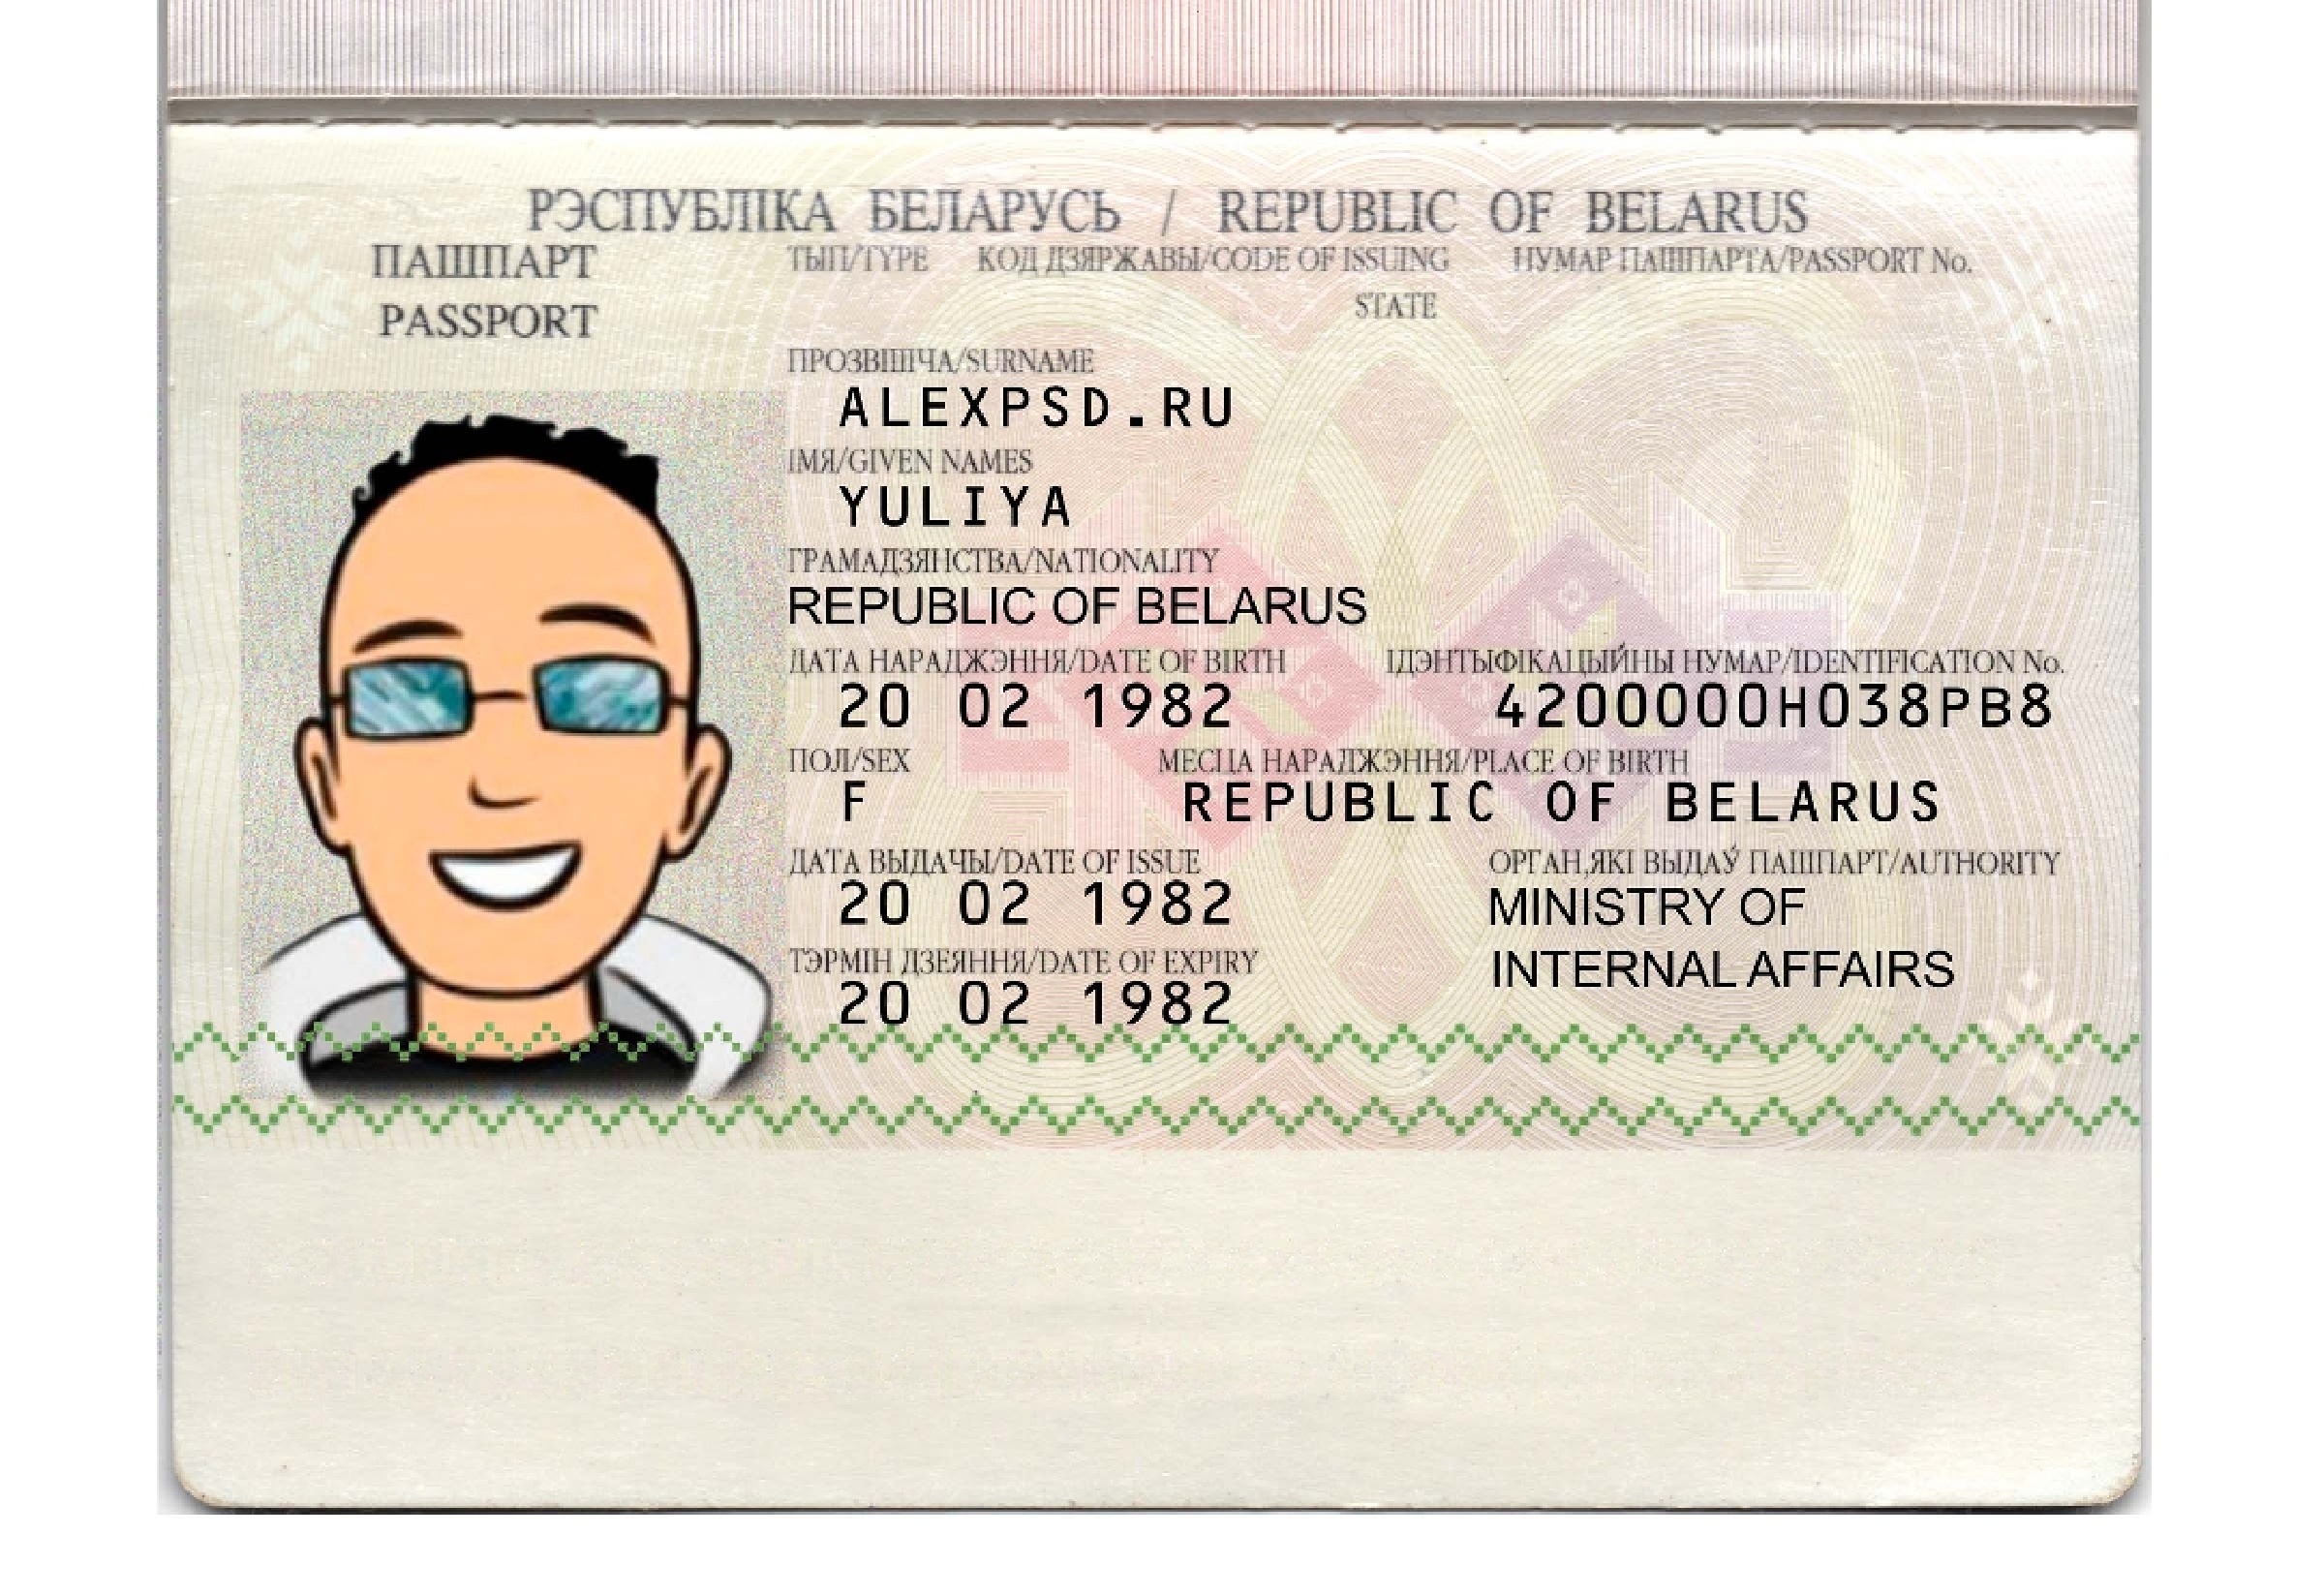 РЭСПУБЛІКА БЕЛАРУСЬ / REPUBLIC OF BELARUS
ПАШПАРТ
PASSPORT
ТЫП/TYPE КОД ДЗЯРЖАВЫ/CODE OF ISSUING STATE НУМАР ПАШПАРТА/PASSPORT No.
ПРОЗВІШЧА/SURNAME
ALEXPSD.RU
ІМЯ/GIVEN NAMES
YULIYA
ГРАМАДЗЯНСТВА/NATIONALITY
REPUBLIC OF BELARUS
ДАТА НАРАДЖЭННЯ/DATE OF BIRTH ІДЭНТЫФІКАЦЫЙНЫ НУМАР/IDENTIFICATION No.
20 02 1982 4200000H038PB8
ПОЛ/SEX МЕСЦА НАРАДЖЭННЯ/PLACE OF BIRTH
F REPUBLIC OF BELARUS
ДАТА ВЫДАЧЫ/DATE OF ISSUE ОРГАН,ЯКІ ВЫДАЎ ПАШПАРТ/AUTHORITY
20 02 1982 MINISTRY OF
INTERNAL AFFAIRS
ТЭРМІН ДЗЕЯННЯ/DATE OF EXPIRY
20 02 1982